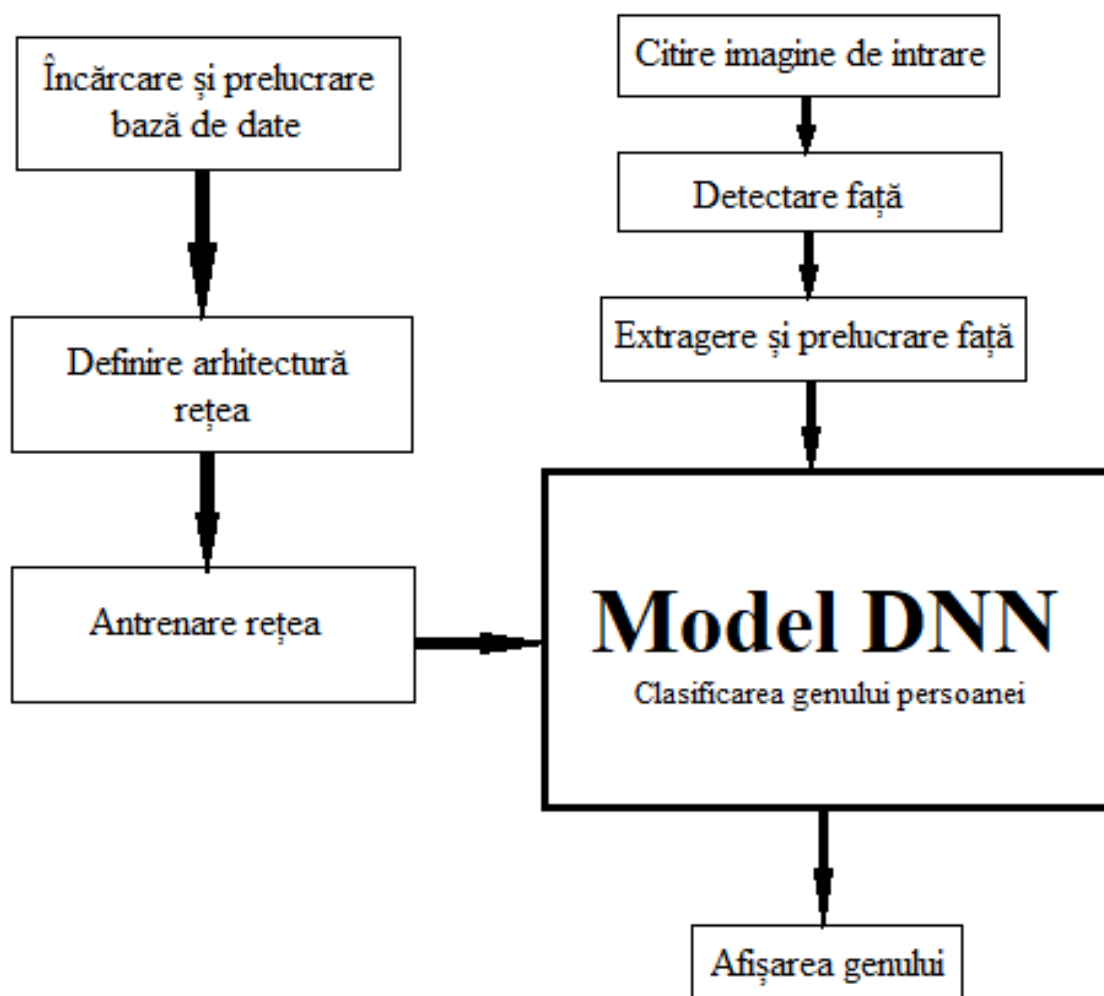 Încărcare și prelucrare
bază de date
Definire arhitectură
rețea
Antrenare rețea
Citire imagine de intrare
Detectare față
Extragere și prelucrare față
Model DNN
Clasificarea genului persoanei
Afișarea genului